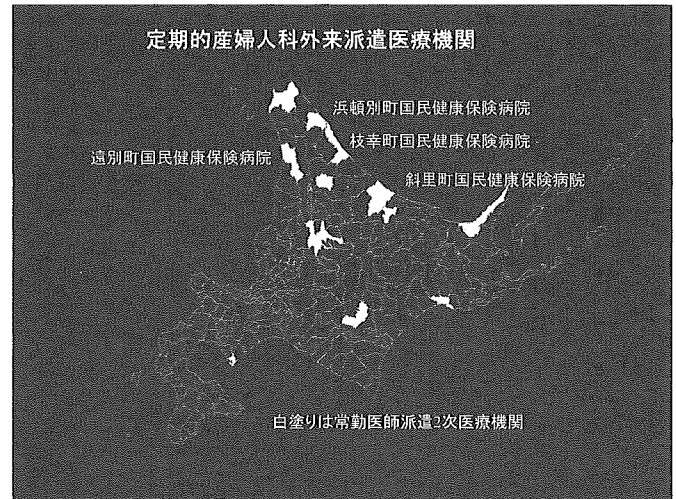 定期的産婦人科外来派遣医療機関
浜頓別町国民健康保険病院
枝幸町国民健康保険病院
遠別町国民健康保険病院
斜里町国民健康保険病院
白塗りは常勤医師派遣2次医療機関